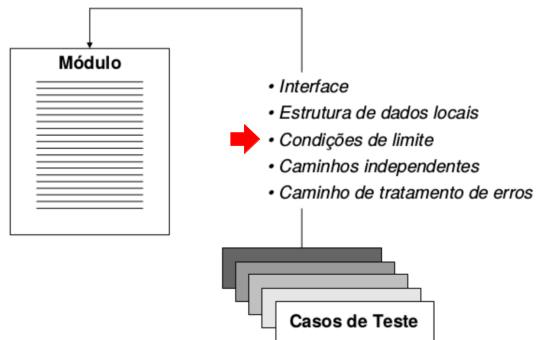 Módulo
• Interface
• Estrutura de dados locais
• Condições de limite
• Caminhos independentes
• Caminho de tratamento de erros
Casos de Teste